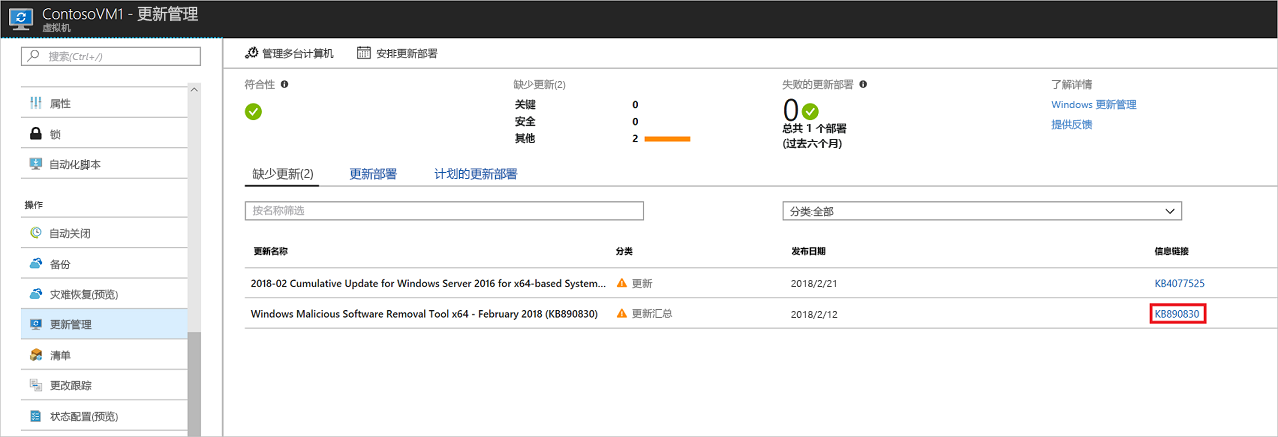 ContosoVM1 - 更新管理
虚拟机
搜索(Ctrl+/)
属性
锁
自动化脚本
操作
自动关闭
备份
灾难恢复(预览)
更新管理
清单
更改跟踪
状态配置(预览)
管理多台计算机 安排更新部署
符合性
缺少更新(2)
关键 0
安全 0
其他 2
失败的更新部署
0
总共 1 个部署
(过去六个月)
了解详情
Windows 更新管理
提供反馈
缺少更新(2) 更新部署 计划的更新部署
按名称筛选 分类:全部
更新名称 分类 发布日期 信息链接
2018-02 Cumulative Update for Windows Server 2016 for x64-based System... 更新 2018/2/21 KB4077525
Windows Malicious Software Removal Tool x64 - February 2018 (KB890830) 更新汇总 2018/2/12 KB890830